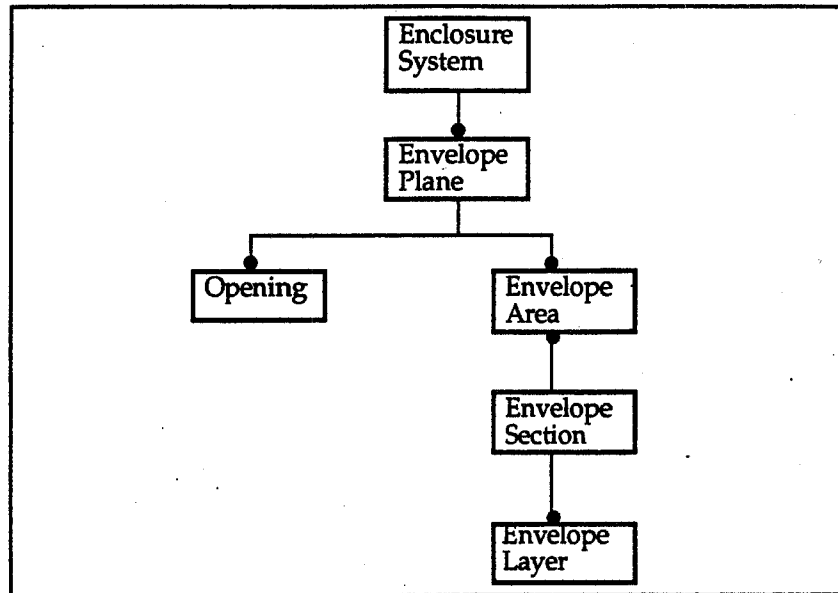 Enclosure
System
Envelope
Plane
Opening
Envelope
Area
Envelope
Section
Envelope
Layer